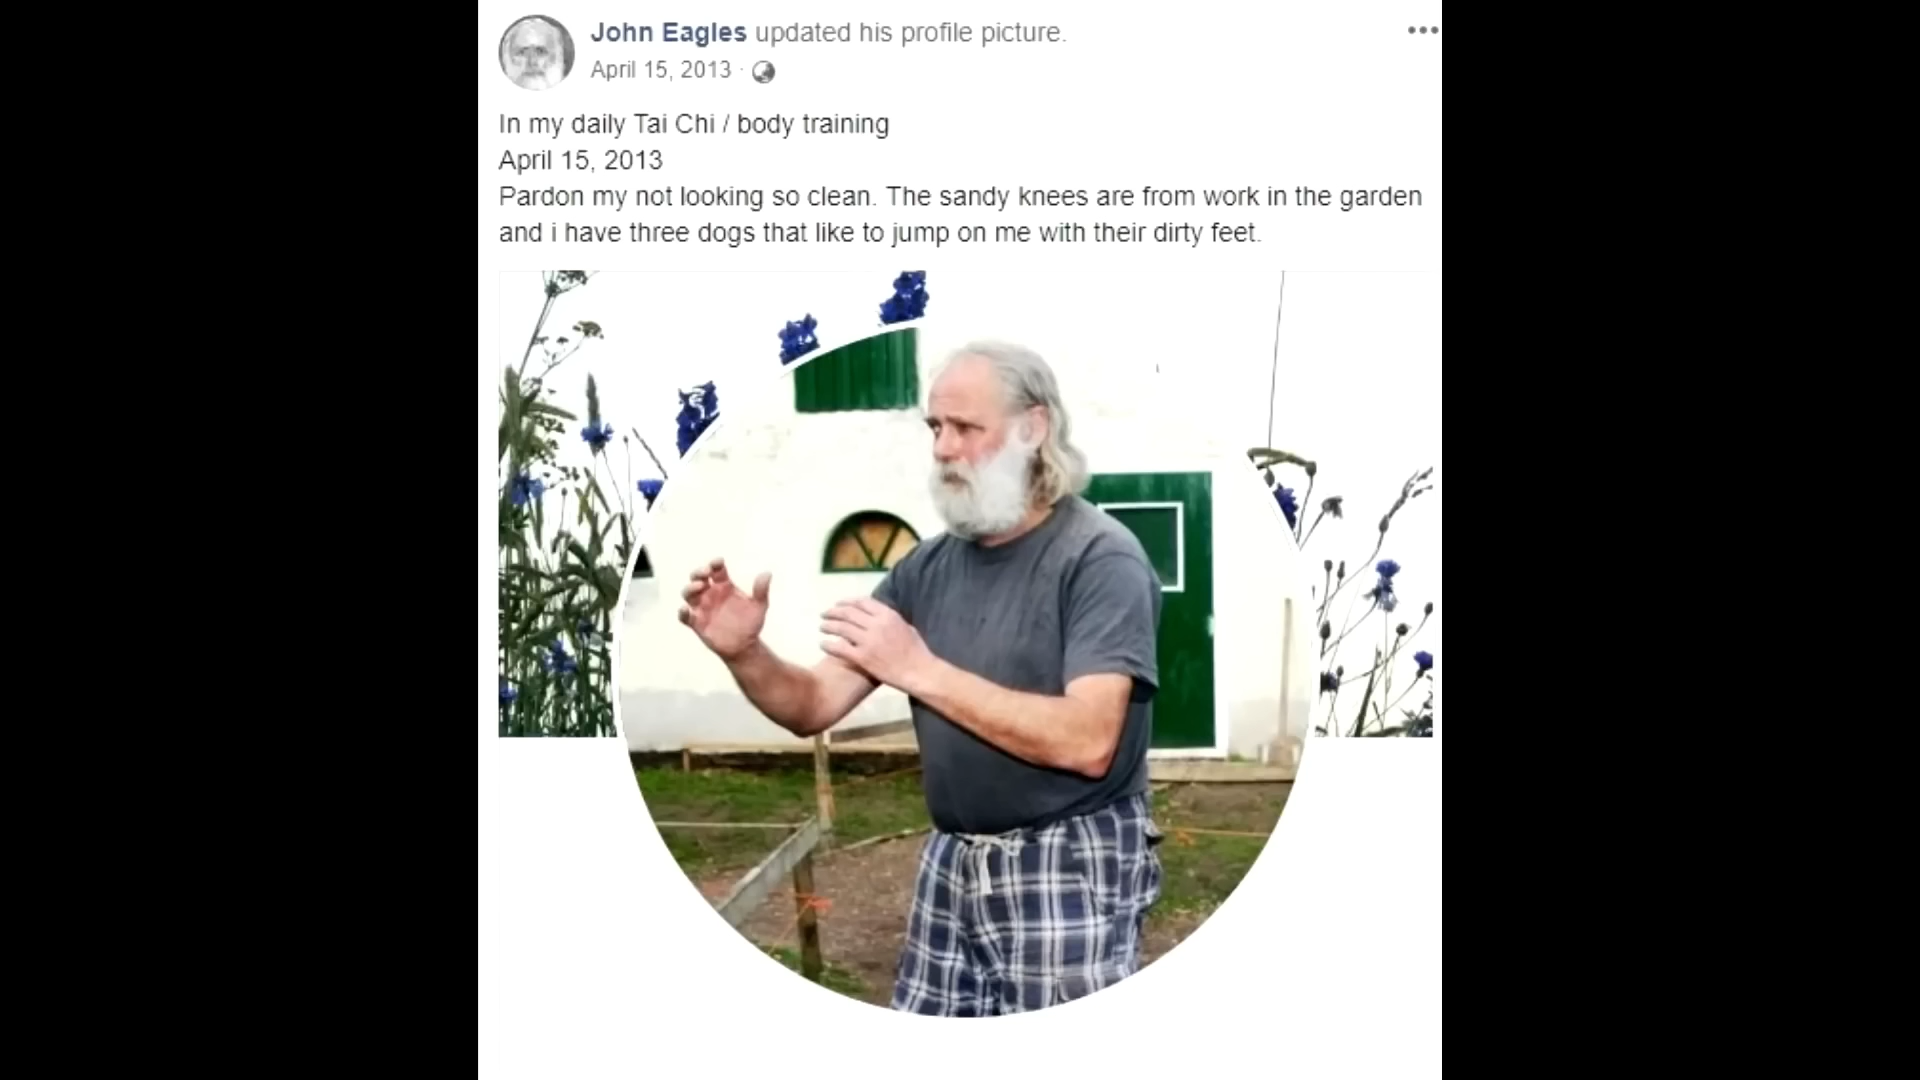 John Eagles updated his profile picture.
April 15, 2013 ·
In my daily Tai Chi / body training
April 15, 2013
Pardon my not looking so clean. The sandy knees are from work in the garden
and i have three dogs that like to jump on me with their dirty feet.